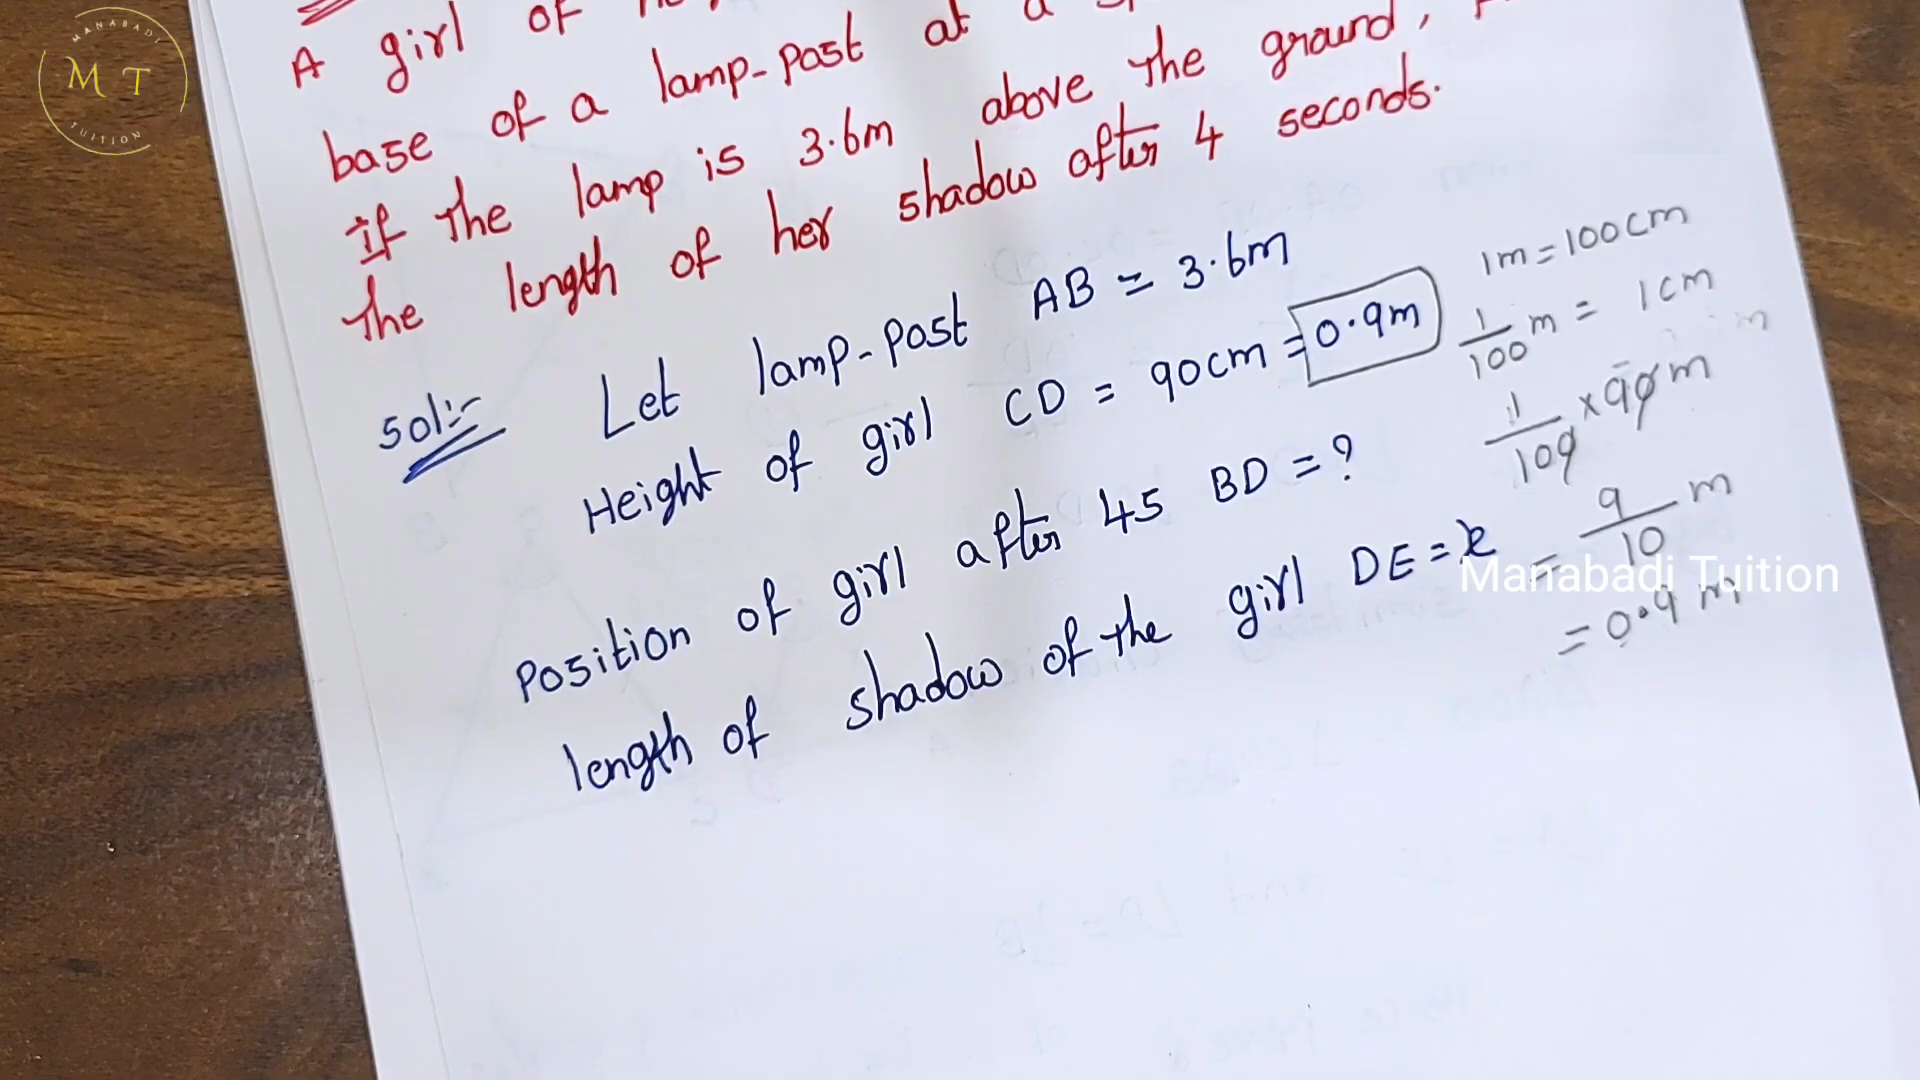 MANABADI
M T
TUITION
A girl of
base of a lamp-post at a
If the lamp is 3.6m above the ground,
the length of her shadow after 4 seconds.
Sol:- Let lamp-post AB = 3.6m
Height of girl CD = 90cm = 0.9m
Position of girl after 4S BD = ?
length of shadow of the girl DE = x
1m = 100cm
1/100 m = 1cm
1/100 × 90 m
= 9/10 m
= 0.9 m
Manabadi Tuition